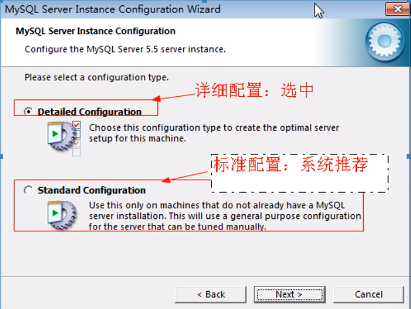 MySQL Server Instance Configuration Wizard
MySQL Server Instance Configuration
Configure the MySQL Server 5.5 server instance.
Please select a configuration type.
详细配置：选中
Detailed Configuration
Choose this configuration type to create the optimal server
setup for this machine.
标准配置：系统推荐
Standard Configuration
Use this only on machines that do not already have a MySQL
server installation. This will use a general purpose configuration
for the server that can be tuned manually.
< Back
Next >
Cancel